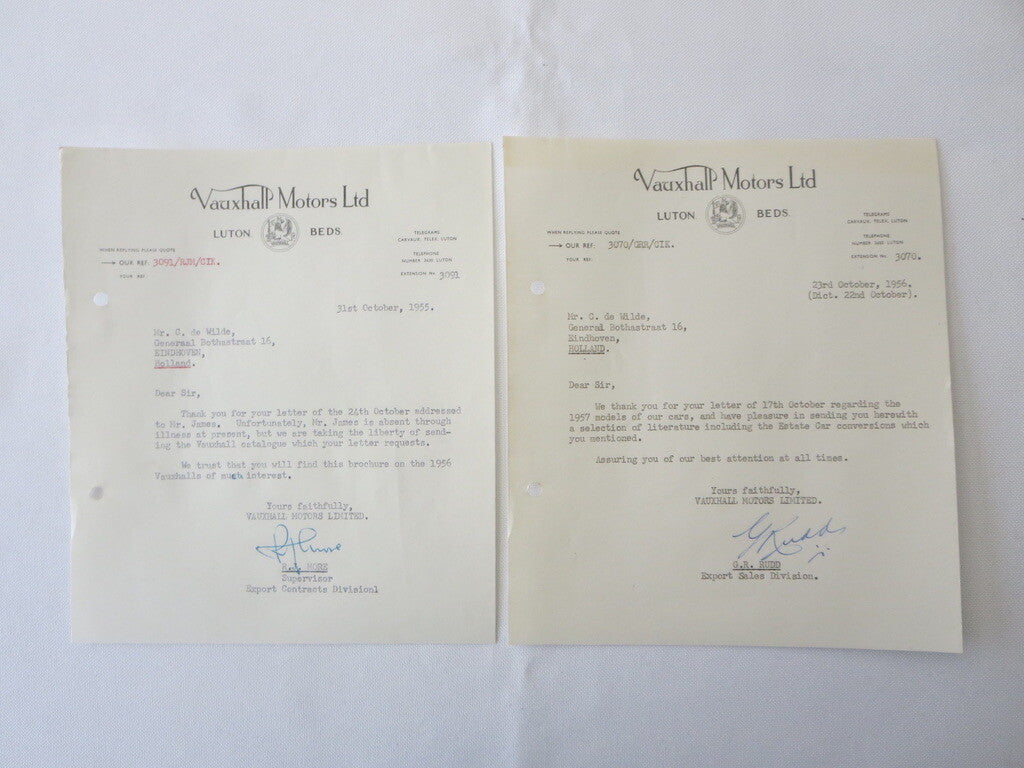 Vauxhall Motors Ltd
LUTON BEDS.
WHEN REPLYING PLEASE QUOTE
→ OUR REF: 3091/RJM/CIK.
YOUR REF:
TELEGRAMS
CARVAUX, TELEX, LUTON
TELEPHONE
NUMBER 3630 LUTON
EXTENSION No 3091
31st October, 1955.
Mr. C. de Wilde,
Generaal Bothastraat 16,
EINDHOVEN,
Holland.
Dear Sir,
Thank you for your letter of the 24th October addressed
to Mr. James. Unfortunately, Mr. James is absent through
illness at present, but we are taking the liberty of send-
ing the Vauxhall catalogue which your letter requests.
We trust that you will find this brochure on the 1956
Vauxhalls of much interest.
Yours faithfully,
VAUXHALL MOTORS LIMITED.
R.J. MORE
Supervisor
Export Contracts Division1
Vauxhall Motors Ltd
LUTON BEDS.
WHEN REPLYING PLEASE QUOTE
→ OUR REF: 3070/GRR/CIK.
YOUR REF:
TELEGRAMS
CARVAUX, TELEX, LUTON
TELEPHONE
NUMBER LUTON
EXTENSION No 3070.
23rd October, 1956.
(Dict. 22nd October).
Mr. C. de Wilde,
General Bothastraat 16,
Eindhoven,
HOLLAND.
Dear Sir,
We thank you for your letter of 17th October regarding the
1957 models of our cars, and have pleasure in sending you herewith
a selection of literature including the Estate Car conversions which
you mentioned.
Assuring you of our best attention at all times.
Yours faithfully,
VAUXHALL MOTORS LIMITED.
G Rudd
G.R. RUDD
Export Sales Division.